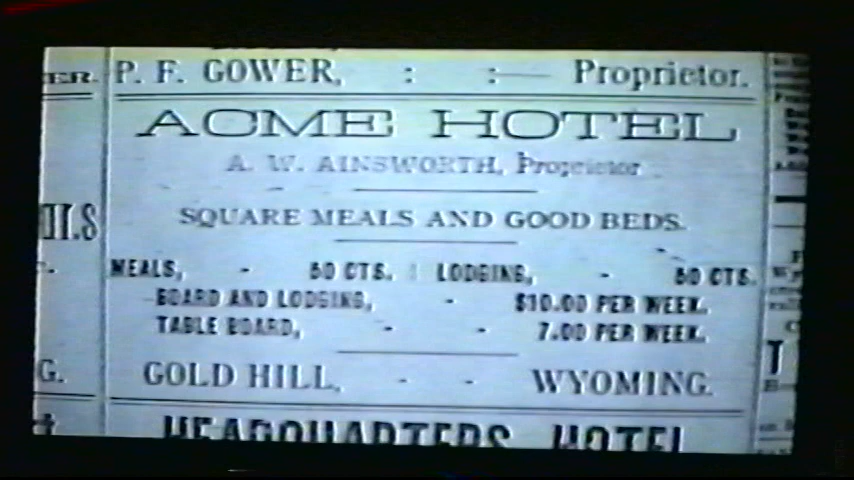 P. F. GOWER, : :— Proprietor.
ACME HOTEL
A. W. AINSWORTH, Proprietor
SQUARE MEALS AND GOOD BEDS.
MEALS, - 50 CTS. : LODGING, - 50 CTS.
BOARD AND LODGING, - $10.00 PER WEEK.
TABLE BOARD, - - 7.00 PER WEEK.
GOLD HILL, - - WYOMING.
HEADQUARTERS HOTEL